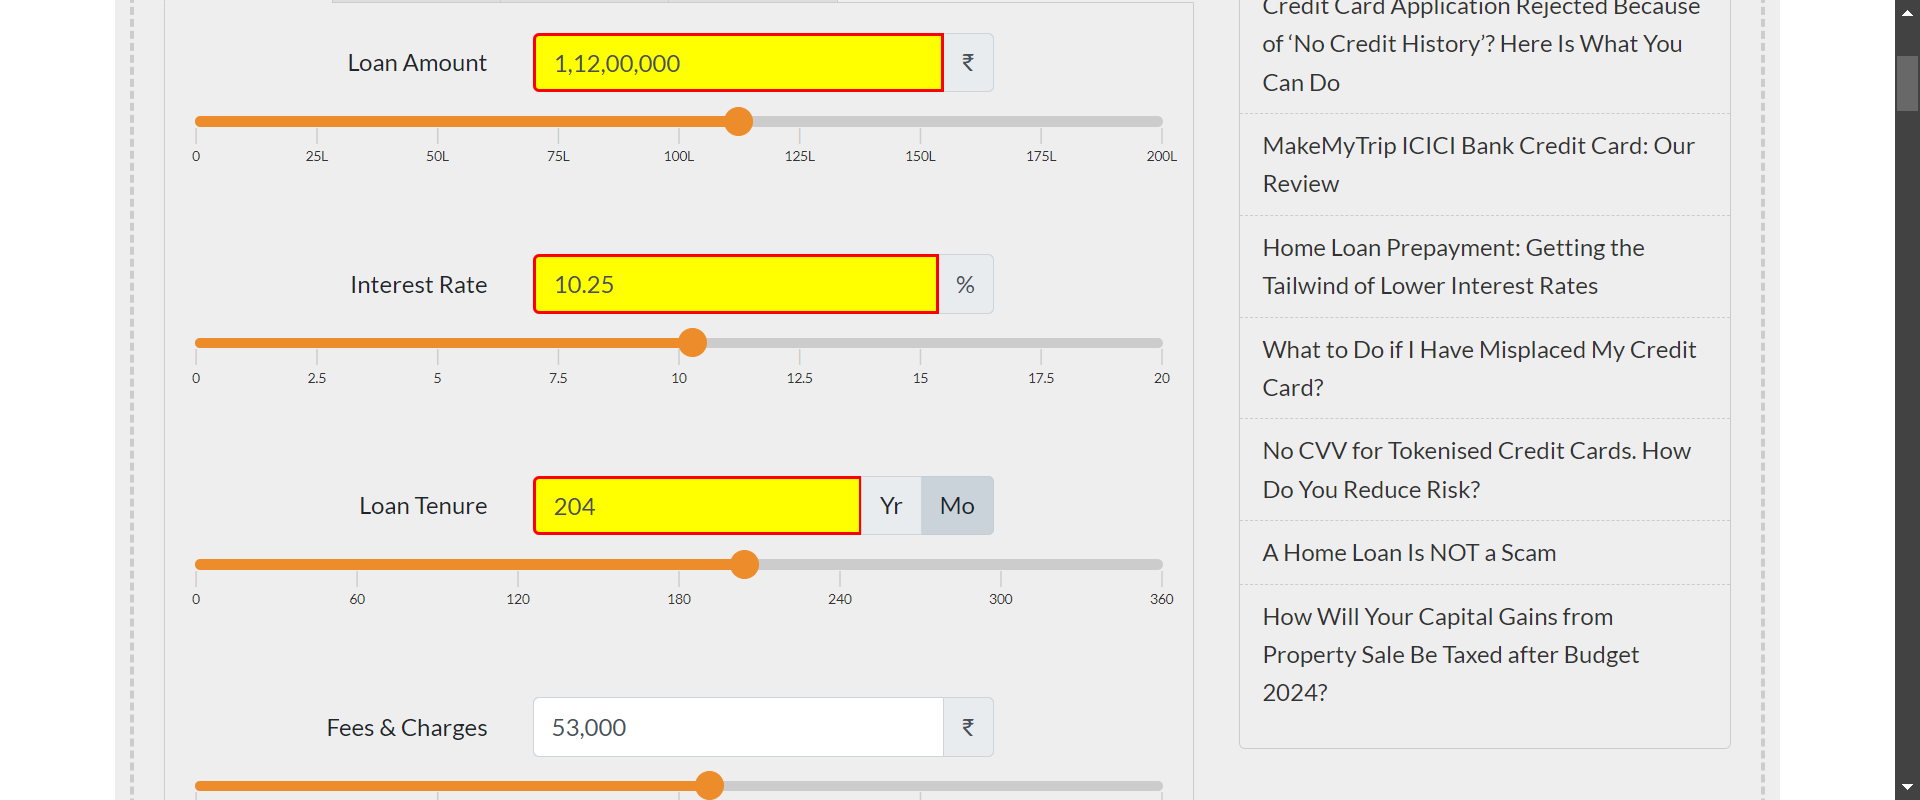 Loan Amount
1,12,00,000
₹
0 25L 50L 75L 100L 125L 150L 175L 200L
Interest Rate
10.25
%
0 2.5 5 7.5 10 12.5 15 17.5 20
Loan Tenure
204
Yr
Mo
0 60 120 180 240 300 360
Fees & Charges
53,000
₹
Credit Card Application Rejected Because
of ‘No Credit History’? Here Is What You
Can Do
MakeMyTrip ICICI Bank Credit Card: Our
Review
Home Loan Prepayment: Getting the
Tailwind of Lower Interest Rates
What to Do if I Have Misplaced My Credit
Card?
No CVV for Tokenised Credit Cards. How
Do You Reduce Risk?
A Home Loan Is NOT a Scam
How Will Your Capital Gains from
Property Sale Be Taxed after Budget
2024?